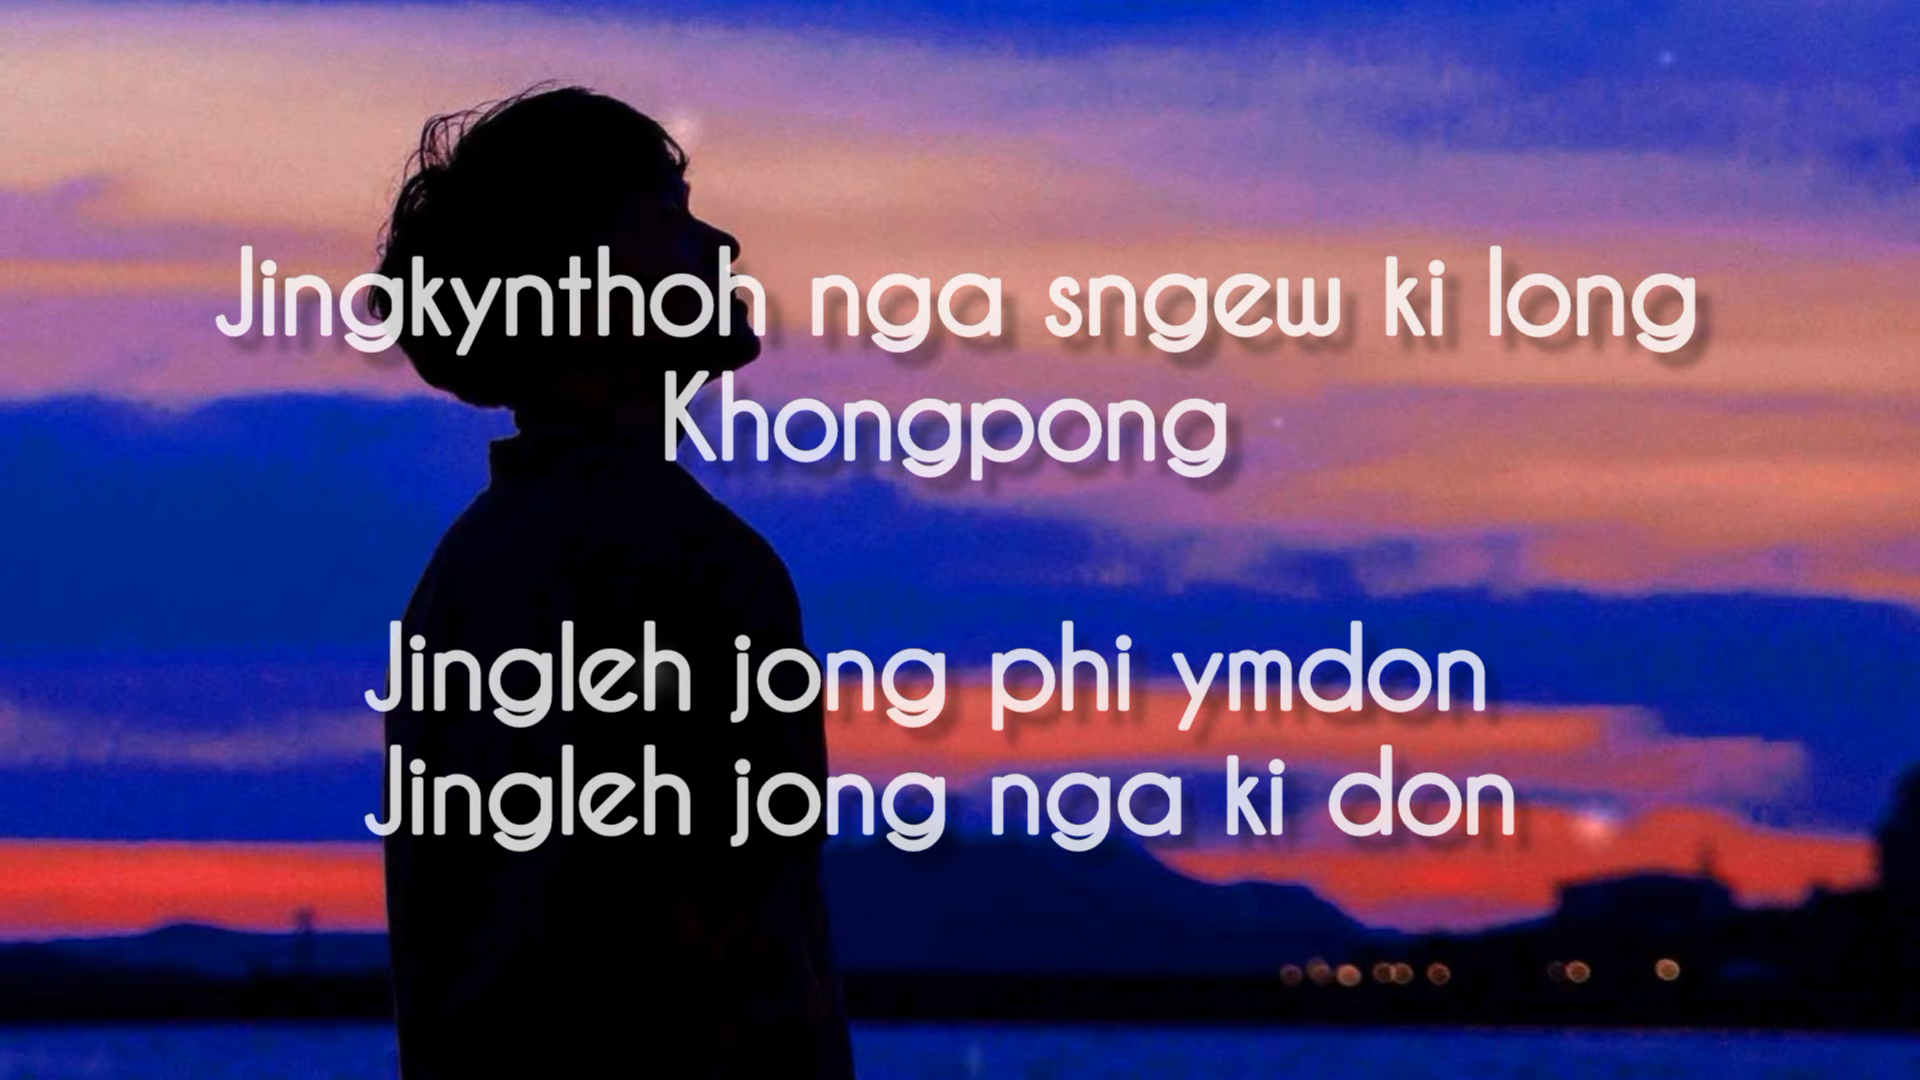 Jingkynthoh nga sngew ki long
Khongpong
Jingleh jong phi ymdon
Jingleh jong nga ki don